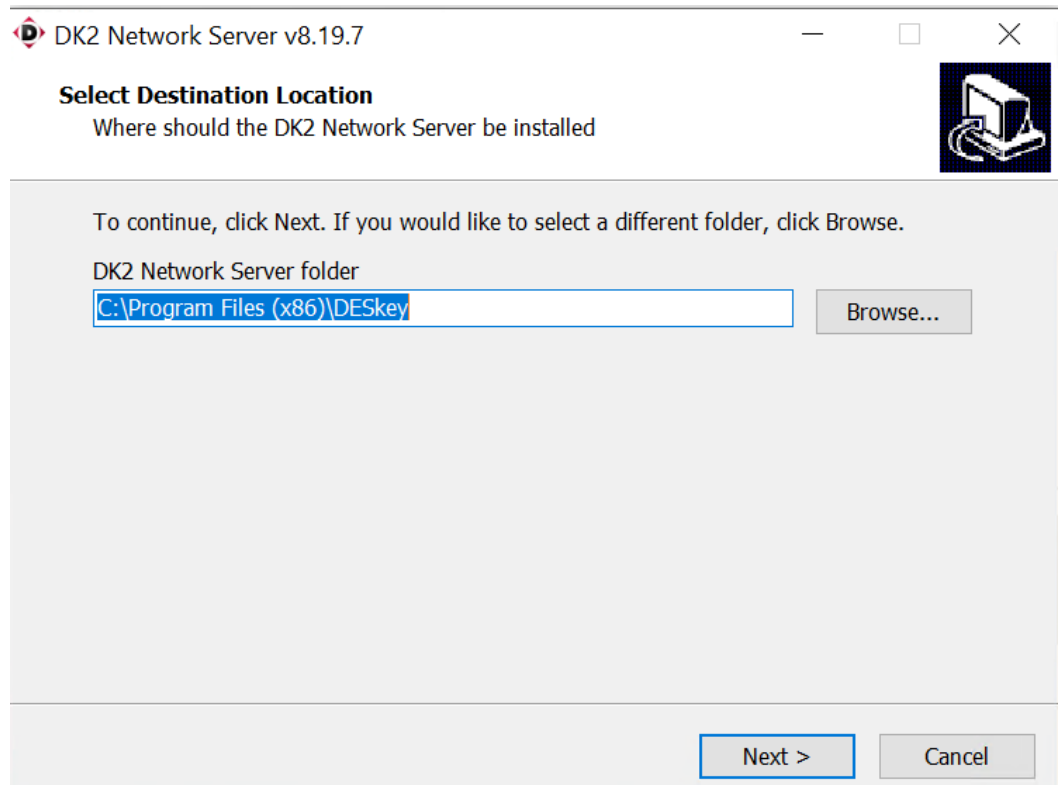 DK2 Network Server v8.19.7
Select Destination Location
Where should the DK2 Network Server be installed
To continue, click Next. If you would like to select a different folder, click Browse.
DK2 Network Server folder
C:\Program Files (x86)\DESkey
Browse...
Next >
Cancel